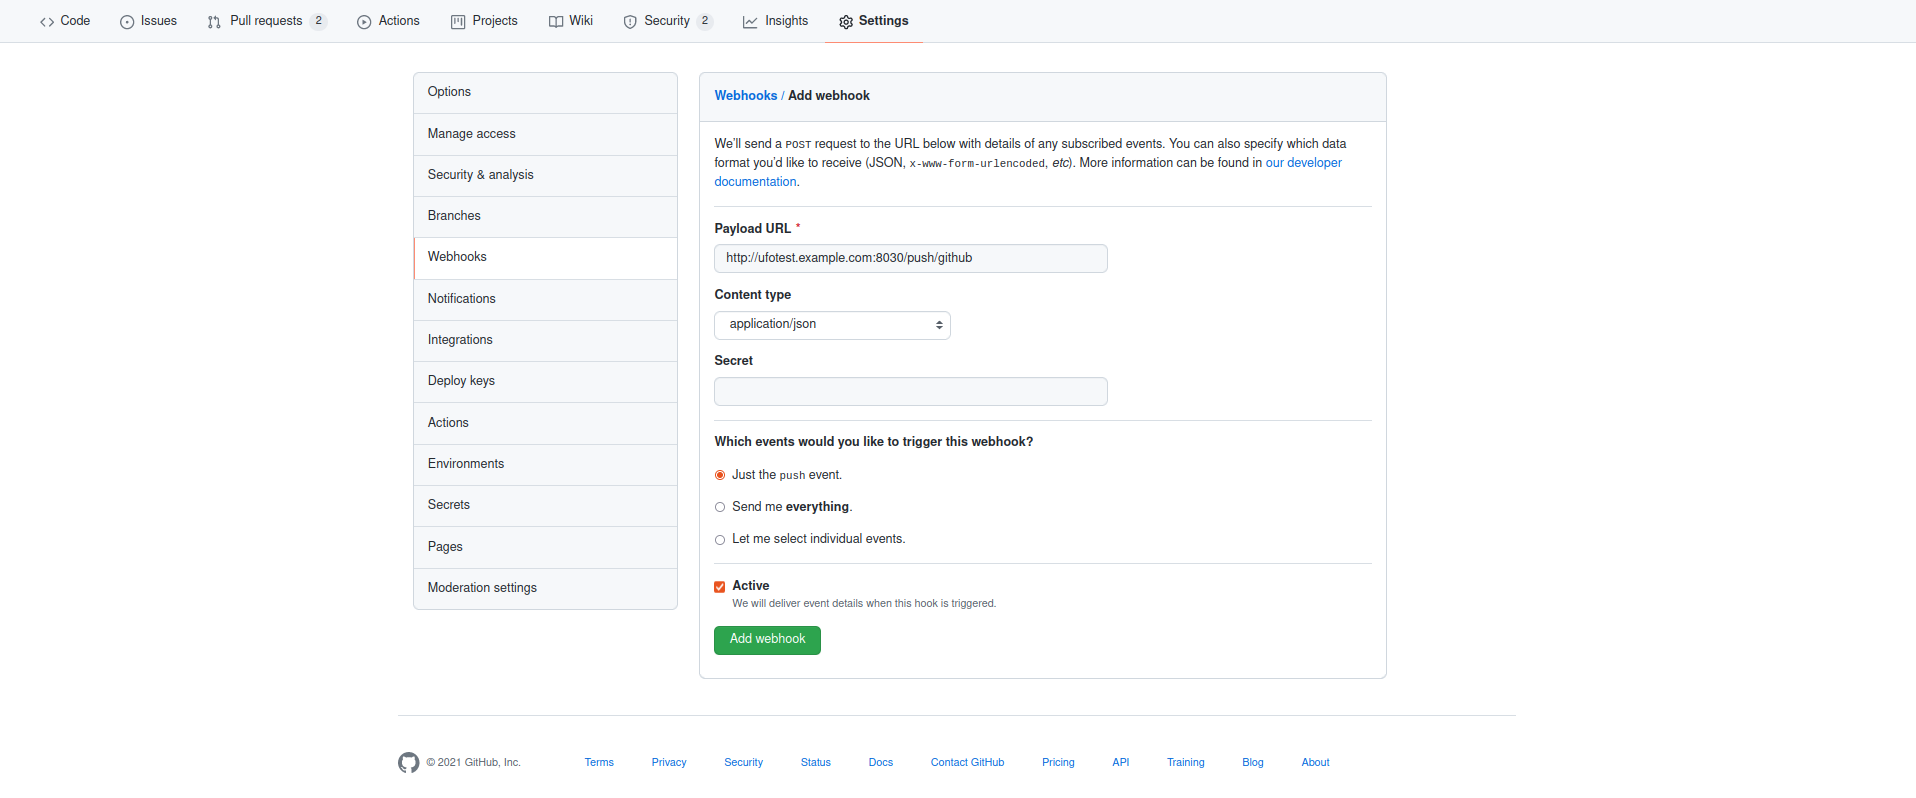 Code Issues Pull requests 2 Actions Projects Wiki Security 2 Insights Settings
Options
Manage access
Security & analysis
Branches
Webhooks
Notifications
Integrations
Deploy keys
Actions
Environments
Secrets
Pages
Moderation settings
Webhooks / Add webhook
We'll send a POST request to the URL below with details of any subscribed events. You can also specify which data
format you'd like to receive (JSON, x-www-form-urlencoded, etc). More information can be found in our developer
documentation.
Payload URL *
http://ufotest.example.com:8030/push/github
Content type
application/json
Secret
Which events would you like to trigger this webhook?
Just the push event.
Send me everything.
Let me select individual events.
Active
We will deliver event details when this hook is triggered.
Add webhook
© 2021 GitHub, Inc. Terms Privacy Security Status Docs Contact GitHub Pricing API Training Blog About